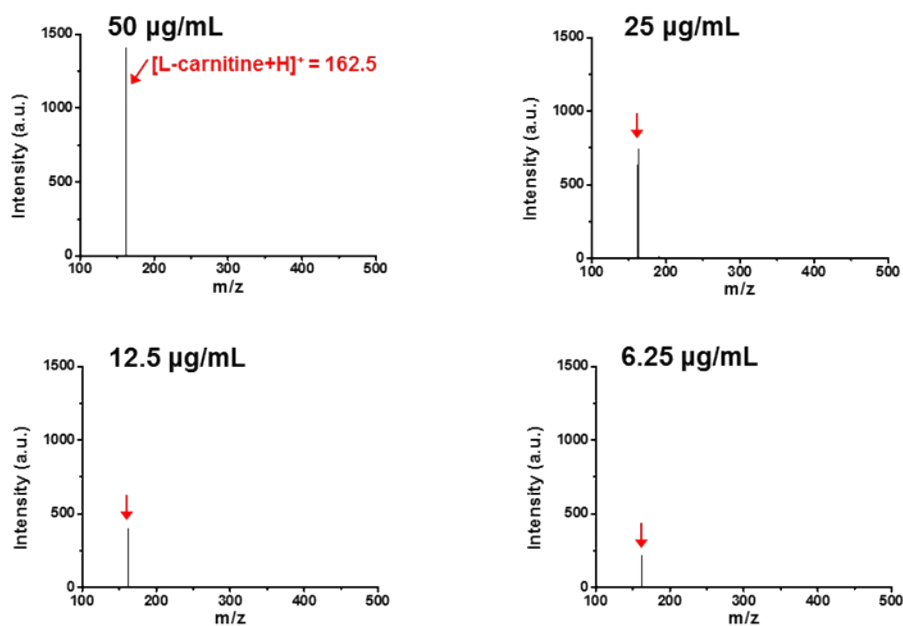 50 µg/mL
[L-carnitine+H]⁺ = 162.5
1500
1000
500
0
Intensity (a.u.)
100 200 300 400 500
m/z
25 µg/mL
1500
1000
500
0
Intensity (a.u.)
100 200 300 400 500
m/z
12.5 µg/mL
1500
1000
500
0
Intensity (a.u.)
100 200 300 400 500
m/z
6.25 µg/mL
1500
1000
500
0
Intensity (a.u.)
100 200 300 400 500
m/z